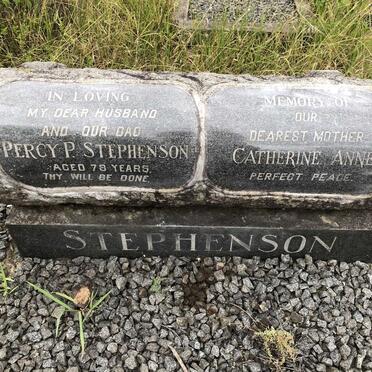 IN LOVING
MY DEAR HUSBAND
AND OUR DAD
PERCY P. STEPHENSON
AGED 78 YEARS.
THY WILL BE DONE.
MEMORY OF
OUR
DEAREST MOTHER
CATHERINE ANNE
PERFECT PEACE.
STEPHENSON